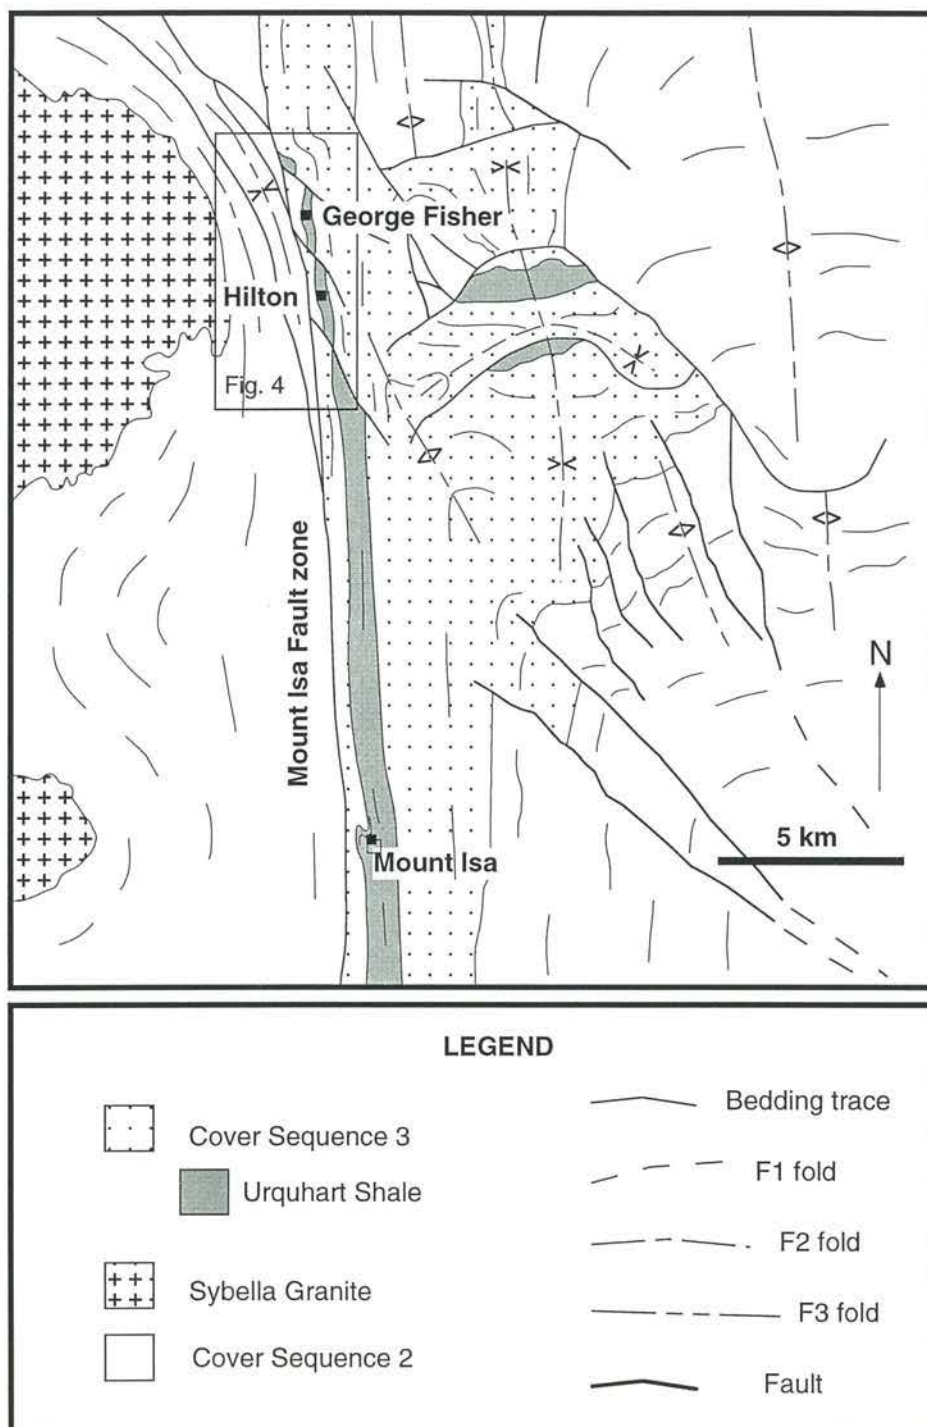 George Fisher
Hilton
Fig. 4
Mount Isa Fault zone
N
5 km
Mount Isa
LEGEND
Cover Sequence 3
Urquhart Shale
Sybella Granite
Cover Sequence 2
Bedding trace
F1 fold
F2 fold
F3 fold
Fault